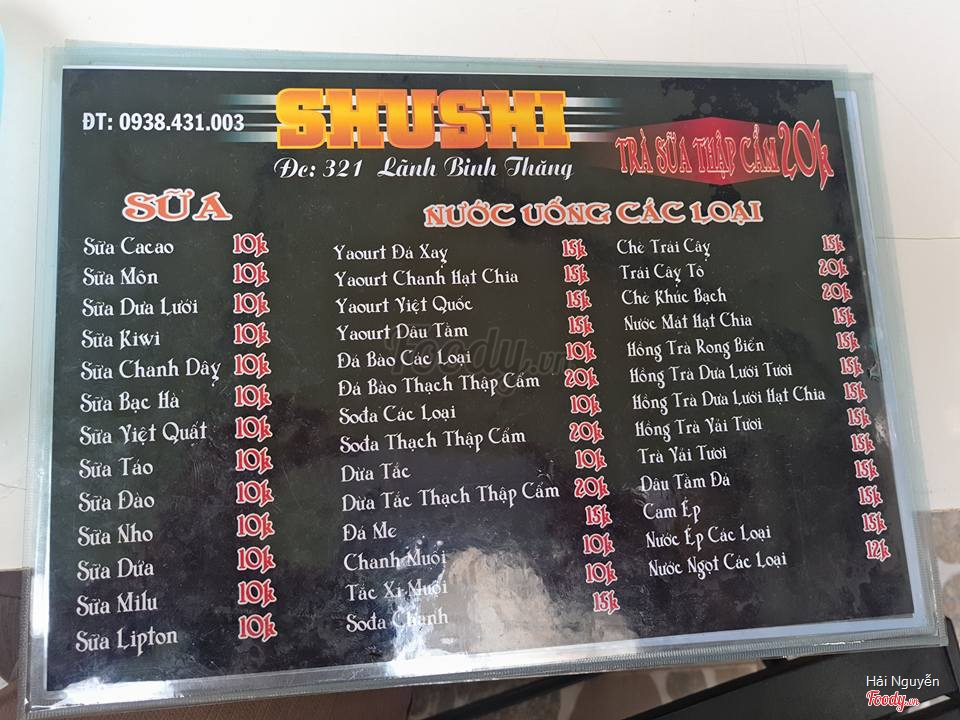 ĐT: 0938.431.003
SHUSHI
Đc: 321 Lãnh Binh Thăng
TRÀ SỮA THẬP CẨM 20k
SỮA
Sữa Cacao 10k
Sữa Môn 10k
Sữa Dưa Lưới 10k
Sữa Kiwi 10k
Sữa Chanh Dây 10k
Sữa Bạc Hà 10k
Sữa Việt Quất 10k
Sữa Táo 10k
Sữa Đào 10k
Sữa Nho 10k
Sữa Dứa 10k
Sữa Milu 10k
Sữa Lipton 10k
NƯỚC UỐNG CÁC LOẠI
Yaourt Đá Xay 15k
Yaourt Chanh Hạt Chia 15k
Yaourt Việt Quốc 15k
Yaourt Dâu Tằm 15k
Đá Bào Các Loại 10k
Đá Bào Thạch Thập Cẩm 20k
Soda Các Loại 10k
Soda Thạch Thập Cẩm 20k
Dừa Tắc 10k
Dừa Tắc Thạch Thập Cẩm 20k
Đá Me 15k
Chanh Muối 10k
Tắc Xí Muội 10k
Soda Chanh 15k
Chè Trái Cây 15k
Trái Cây Tô 20k
Chè Khúc Bạch 20k
Nước Mát Hạt Chia 15k
Hồng Trà Rong Biển 15k
Hồng Trà Dưa Lưới Tươi 15k
Hồng Trà Dưa Lưới Hạt Chia 15k
Hồng Trà Vải Tươi 15k
Trà Vải Tươi 15k
Dâu Tằm Đá 15k
Cam Ép 15k
Nước Ép Các Loại 15k
Nước Ngọt Các Loại 12k
Foody.vn
Hải Nguyễn
Foody.vn